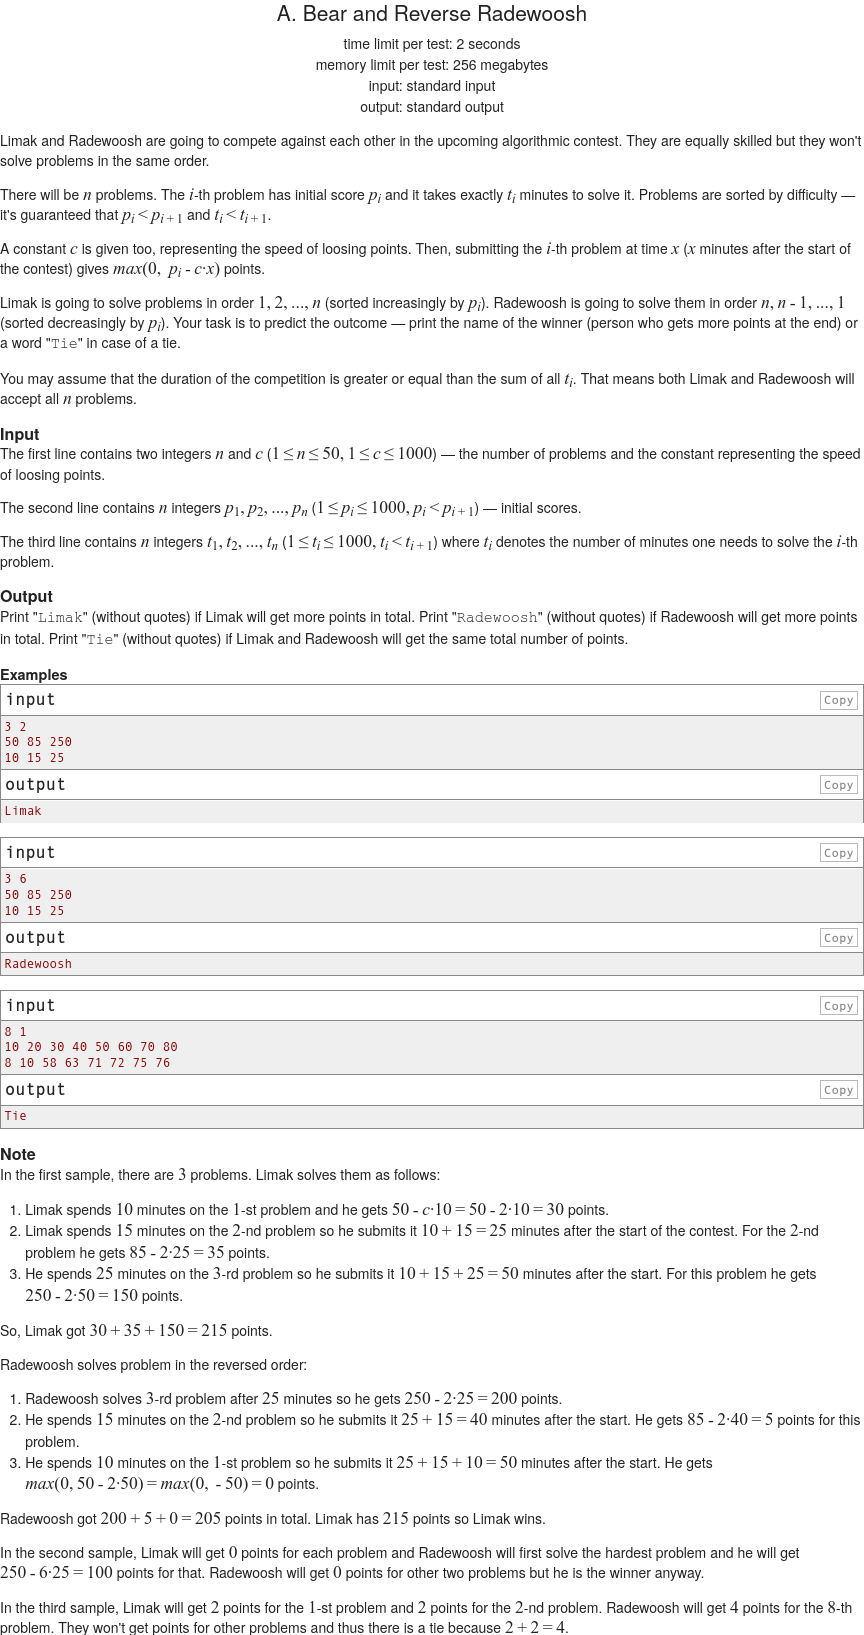 A. Bear and Reverse Radewoosh
time limit per test: 2 seconds
memory limit per test: 256 megabytes
input: standard input
output: standard output
Limak and Radewoosh are going to compete against each other in the upcoming algorithmic contest. They are equally skilled but they won't
solve problems in the same order.
There will be n problems. The i-th problem has initial score p_i and it takes exactly t_i minutes to solve it. Problems are sorted by difficulty —
it's guaranteed that p_i < p_{i + 1} and t_i < t_{i + 1}.
A constant c is given too, representing the speed of loosing points. Then, submitting the i-th problem at time x (x minutes after the start of
the contest) gives max(0, p_i - c·x) points.
Limak is going to solve problems in order 1, 2, ..., n (sorted increasingly by p_i). Radewoosh is going to solve them in order n, n - 1, ..., 1
(sorted decreasingly by p_i). Your task is to predict the outcome — print the name of the winner (person who gets more points at the end) or
a word "Tie" in case of a tie.
You may assume that the duration of the competition is greater or equal than the sum of all t_i. That means both Limak and Radewoosh will
accept all n problems.
Input
The first line contains two integers n and c (1 ≤ n ≤ 50, 1 ≤ c ≤ 1000) — the number of problems and the constant representing the speed
of loosing points.
The second line contains n integers p_1, p_2, ..., p_n (1 ≤ p_i ≤ 1000, p_i < p_{i + 1}) — initial scores.
The third line contains n integers t_1, t_2, ..., t_n (1 ≤ t_i ≤ 1000, t_i < t_{i + 1}) where t_i denotes the number of minutes one needs to solve the i-th
problem.
Output
Print "Limak" (without quotes) if Limak will get more points in total. Print "Radewoosh" (without quotes) if Radewoosh will get more points
in total. Print "Tie" (without quotes) if Limak and Radewoosh will get the same total number of points.
Examples
input Copy
3 2
50 85 250
10 15 25
output Copy
Limak
input Copy
3 6
50 85 250
10 15 25
output Copy
Radewoosh
input Copy
8 1
10 20 30 40 50 60 70 80
8 10 58 63 71 72 75 76
output Copy
Tie
Note
In the first sample, there are 3 problems. Limak solves them as follows:
1. Limak spends 10 minutes on the 1-st problem and he gets 50 - c·10 = 50 - 2·10 = 30 points.
2. Limak spends 15 minutes on the 2-nd problem so he submits it 10 + 15 = 25 minutes after the start of the contest. For the 2-nd
problem he gets 85 - 2·25 = 35 points.
3. He spends 25 minutes on the 3-rd problem so he submits it 10 + 15 + 25 = 50 minutes after the start. For this problem he gets
250 - 2·50 = 150 points.
So, Limak got 30 + 35 + 150 = 215 points.
Radewoosh solves problem in the reversed order:
1. Radewoosh solves 3-rd problem after 25 minutes so he gets 250 - 2·25 = 200 points.
2. He spends 15 minutes on the 2-nd problem so he submits it 25 + 15 = 40 minutes after the start. He gets 85 - 2·40 = 5 points for this
problem.
3. He spends 10 minutes on the 1-st problem so he submits it 25 + 15 + 10 = 50 minutes after the start. He gets
max(0, 50 - 2·50) = max(0, - 50) = 0 points.
Radewoosh got 200 + 5 + 0 = 205 points in total. Limak has 215 points so Limak wins.
In the second sample, Limak will get 0 points for each problem and Radewoosh will first solve the hardest problem and he will get
250 - 6·25 = 100 points for that. Radewoosh will get 0 points for other two problems but he is the winner anyway.
In the third sample, Limak will get 2 points for the 1-st problem and 2 points for the 2-nd problem. Radewoosh will get 4 points for the 8-th
problem. They won't get points for other problems and thus there is a tie because 2 + 2 = 4.